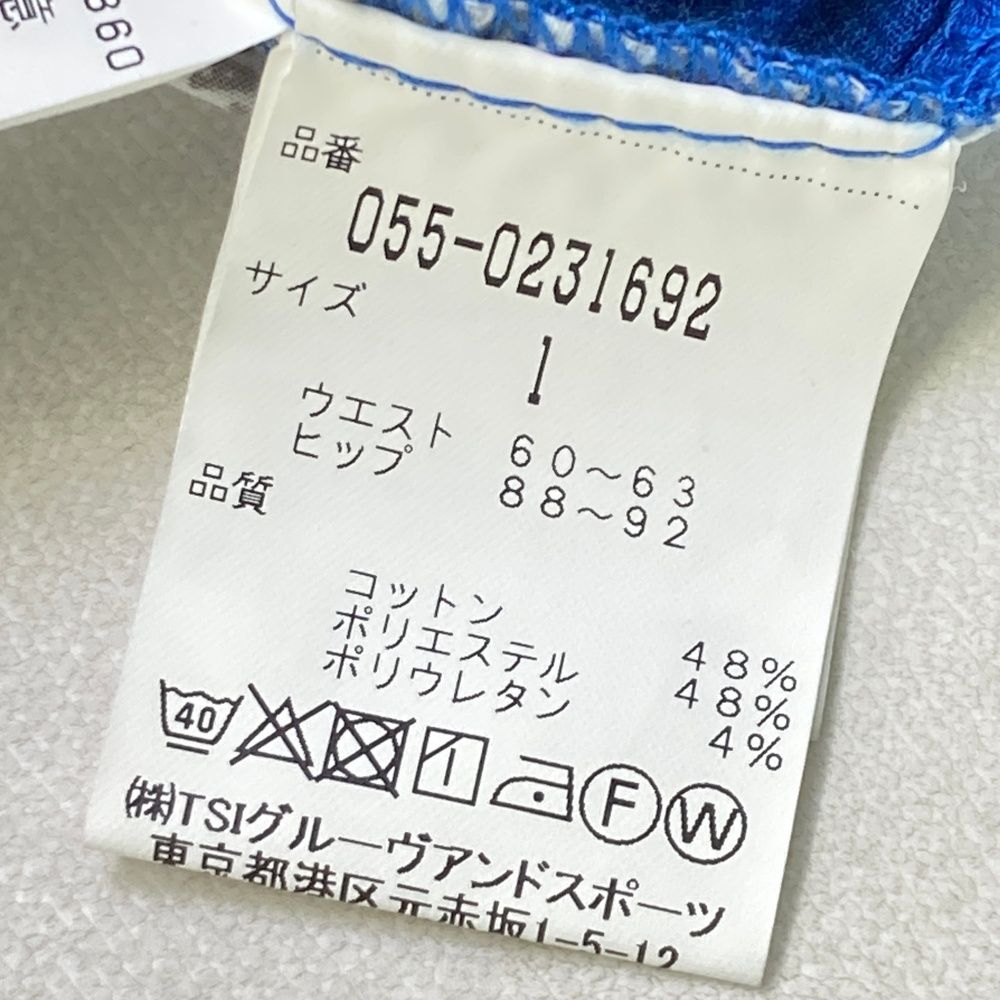 860
意
品番
055-0231692
サイズ
1
ウエスト 60～63
ヒップ 88～92
品質
コットン 48%
ポリエステル 48%
ポリウレタン 4%
40
F W
(株)TSIグルーヴアンドスポーツ
東京都港区元赤坂1-5-12